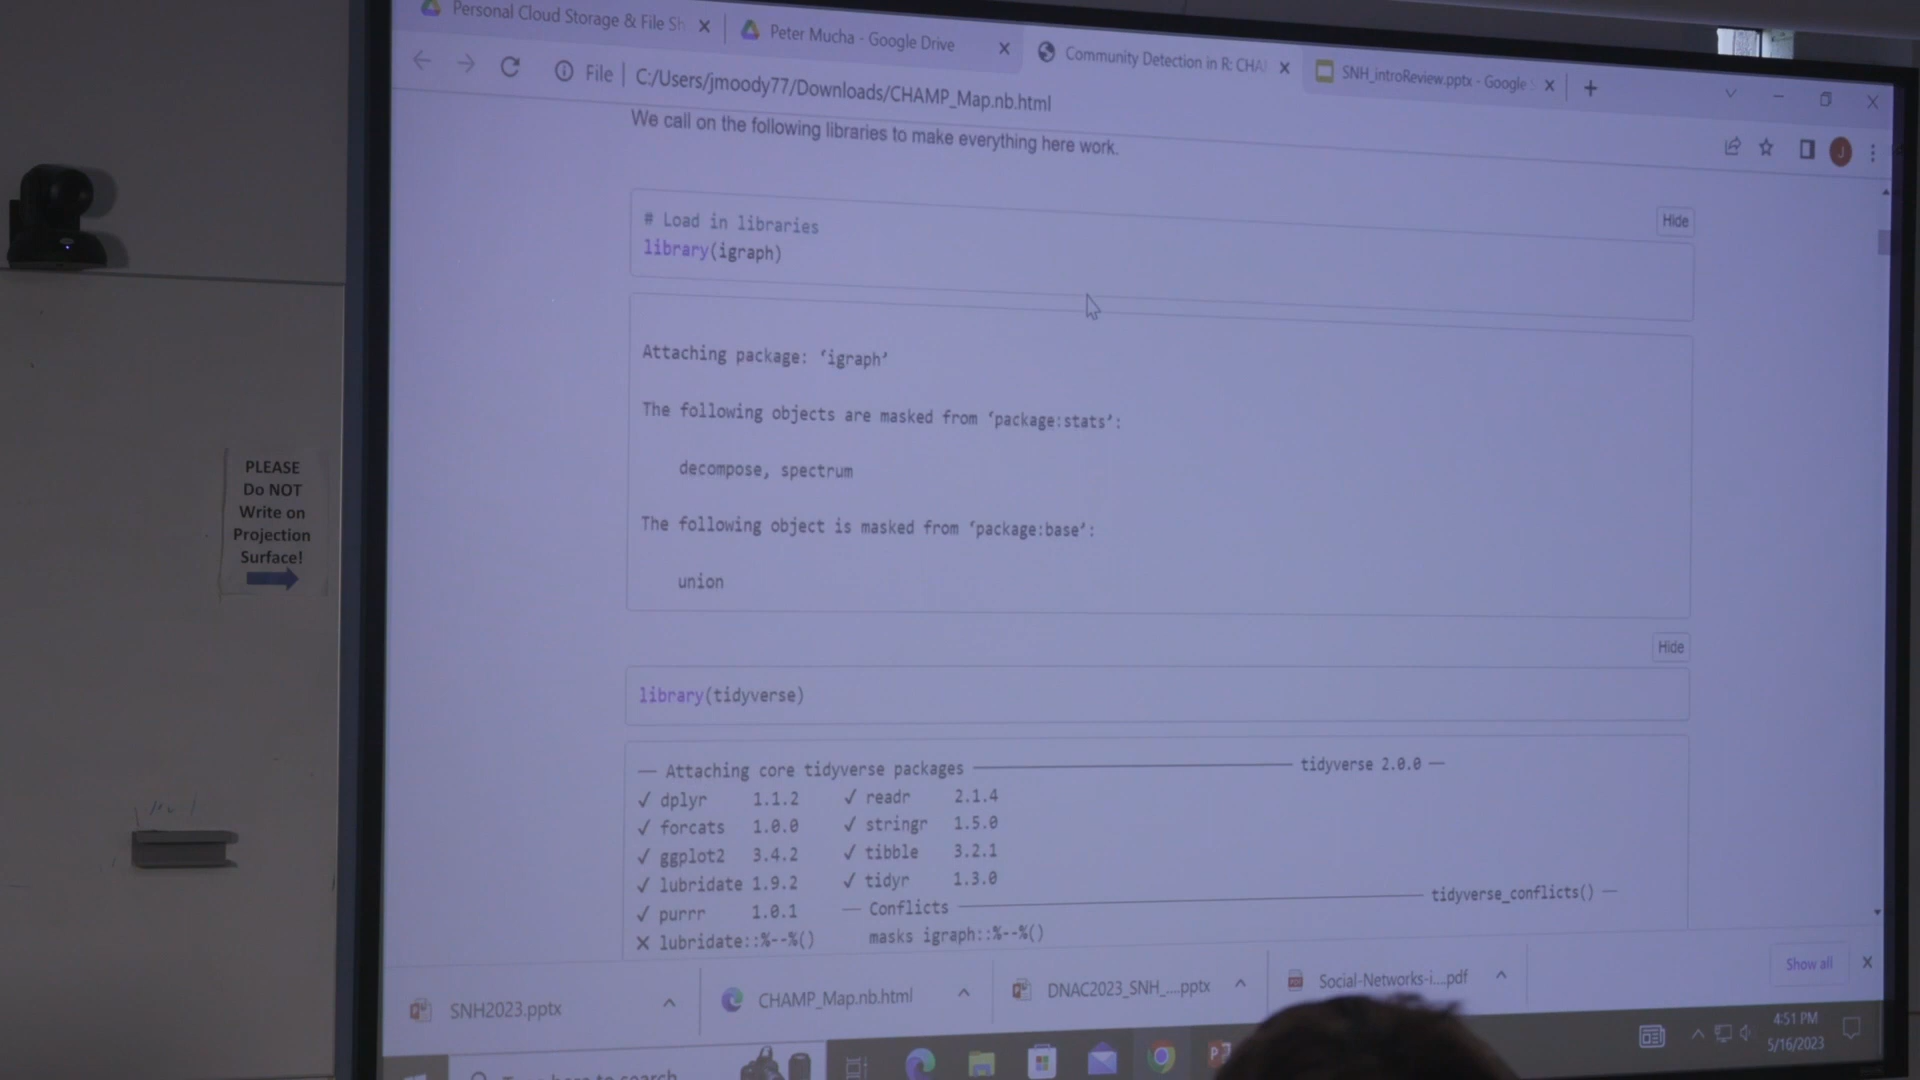 Personal Cloud Storage & File Sh
Peter Mucha - Google Drive
Community Detection in R: CHA
SNH_introReview.pptx - Google
File | C:/Users/jmoody77/Downloads/CHAMP_Map.nb.html
J
We call on the following libraries to make everything here work.
Hide
# Load in libraries
library(igraph)
Attaching package: ‘igraph’
The following objects are masked from ‘package:stats’:
decompose, spectrum
The following object is masked from ‘package:base’:
union
Hide
library(tidyverse)
— Attaching core tidyverse packages ——— tidyverse 2.0.0 —
✓ dplyr 1.1.2 ✓ readr 2.1.4
✓ forcats 1.0.0 ✓ stringr 1.5.0
✓ ggplot2 3.4.2 ✓ tibble 3.2.1
✓ lubridate 1.9.2 ✓ tidyr 1.3.0
✓ purrr 1.0.1 — Conflicts ——— tidyverse_conflicts() —
X lubridate::%--%() masks igraph::%--%()
SNH2023.pptx
CHAMP_Map.nb.html
DNAC2023_SNH_....pptx
Social-Networks-i....pdf
Show all
4:51 PM
5/16/2023
PLEASE
Do NOT
Write on
Projection
Surface!